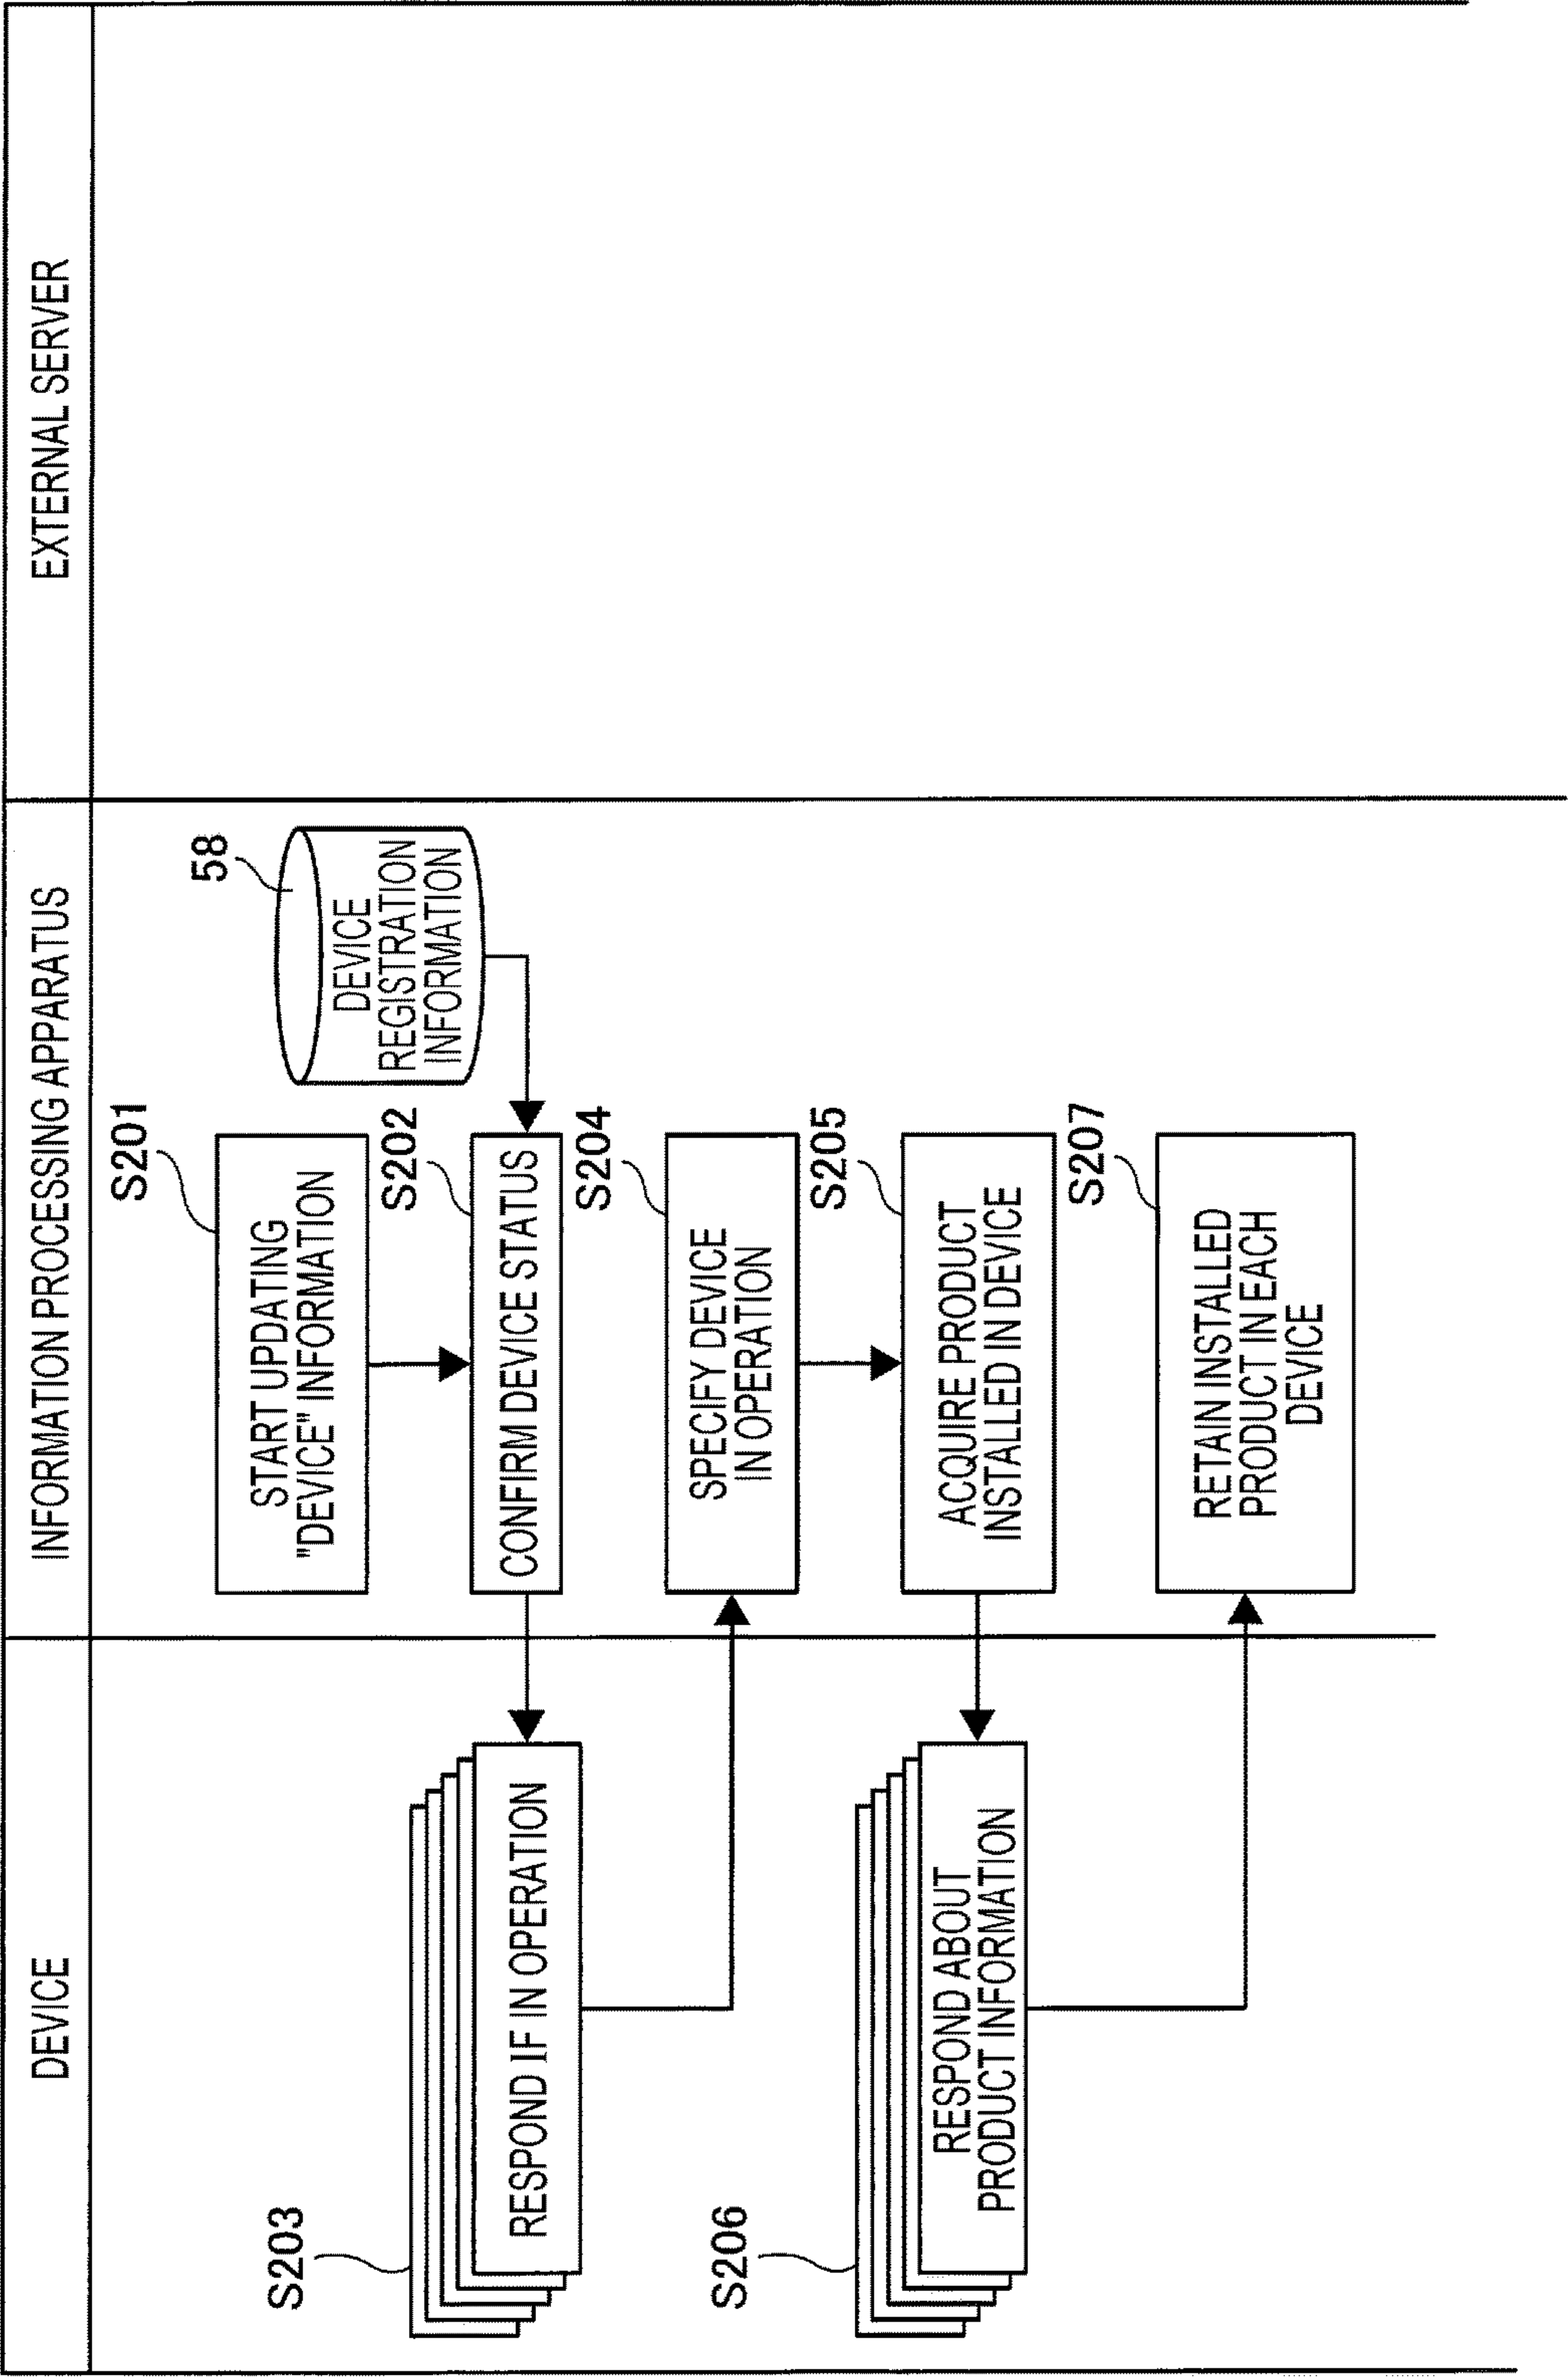 DEVICE
INFORMATION PROCESSING APPARATUS
EXTERNAL SERVER
S201
START UPDATING
"DEVICE" INFORMATION
58
DEVICE
REGISTRATION
INFORMATION
S202
CONFIRM DEVICE STATUS
S203
RESPOND IF IN OPERATION
S204
SPECIFY DEVICE
IN OPERATION
S205
ACQUIRE PRODUCT
INSTALLED IN DEVICE
S206
RESPOND ABOUT
PRODUCT INFORMATION
S207
RETAIN INSTALLED
PRODUCT IN EACH
DEVICE